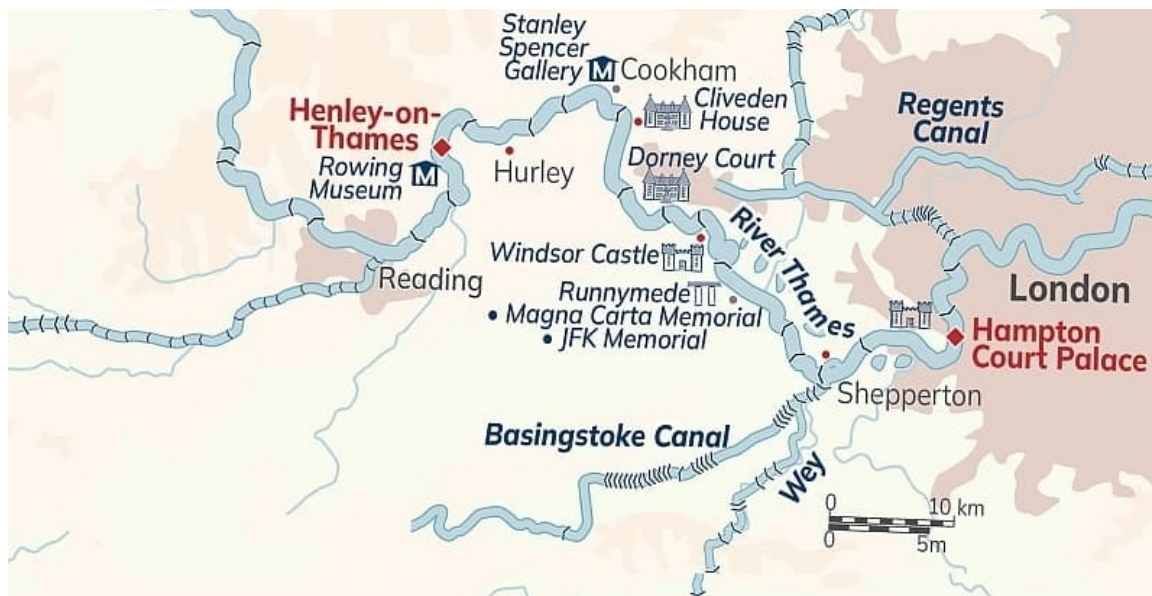 Stanley
Spencer
Gallery
Cookham
Cliveden
House
Regents
Canal
Henley-on-
Thames
Rowing
Museum
Hurley
Dorney Court
River Thames
Windsor Castle
Reading
Runnymede
• Magna Carta Memorial
• JFK Memorial
London
Hampton
Court Palace
Shepperton
Basingstoke Canal
Wey
0 10 km
0 5m